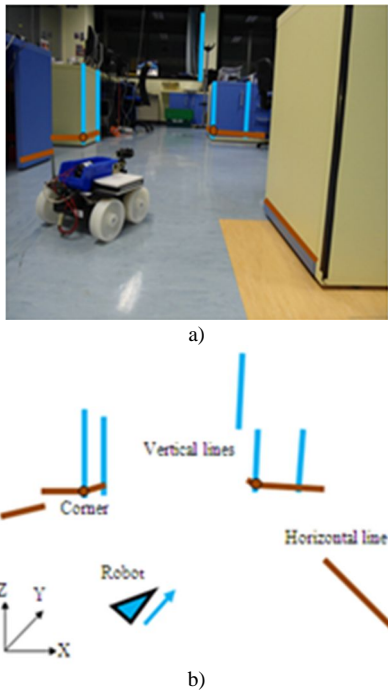 a)
Vertical lines
Corner
Horizontal line
Robot
Z
Y
X
b)